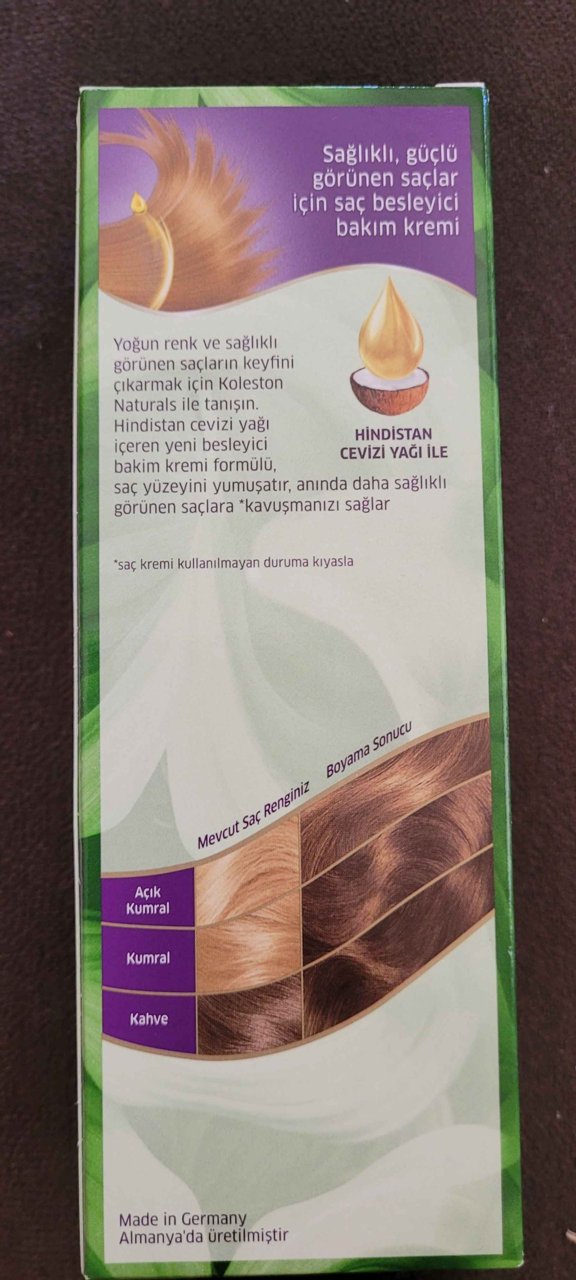 Sağlıklı, güçlü
görünen saçlar
için saç besleyici
bakım kremi
Yoğun renk ve sağlıklı
görünen saçların keyfini
çıkarmak için Koleston
Naturals ile tanışın.
Hindistan cevizi yağı
içeren yeni besleyici
bakim kremi formülü,
saç yüzeyini yumuşatır, anında daha sağlıklı
görünen saçlara *kavuşmanızı sağlar
HİNDİSTAN
CEVİZİ YAĞI İLE
*saç kremi kullanılmayan duruma kıyasla
Mevcut Saç Renginiz
Boyama Sonucu
Açık
Kumral
Kumral
Kahve
Made in Germany
Almanya'da üretilmiştir